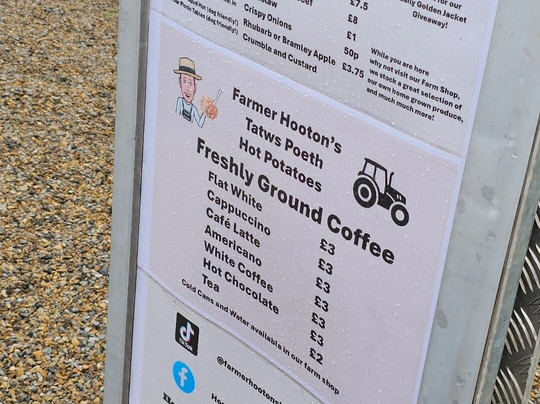 £7.5
Crispy Onions £8
£1
Rhubarb or Bramley Apple 50p
Crumble and Custard £3.75
Golden Jacket
Giveaway!
While you are here
why not visit our Farm Shop,
we stock a great selection of
our own home grown produce,
and much much more!
Farmer Hooton's
Tatws Poeth
Hot Potatoes
Freshly Ground Coffee
Flat White £3
Cappuccino £3
Café Latte £3
Americano £3
White Coffee £3
Hot Chocolate £3
Tea £2
Cold Cans and Water available in our farm shop
TikTok
@farmerhootons